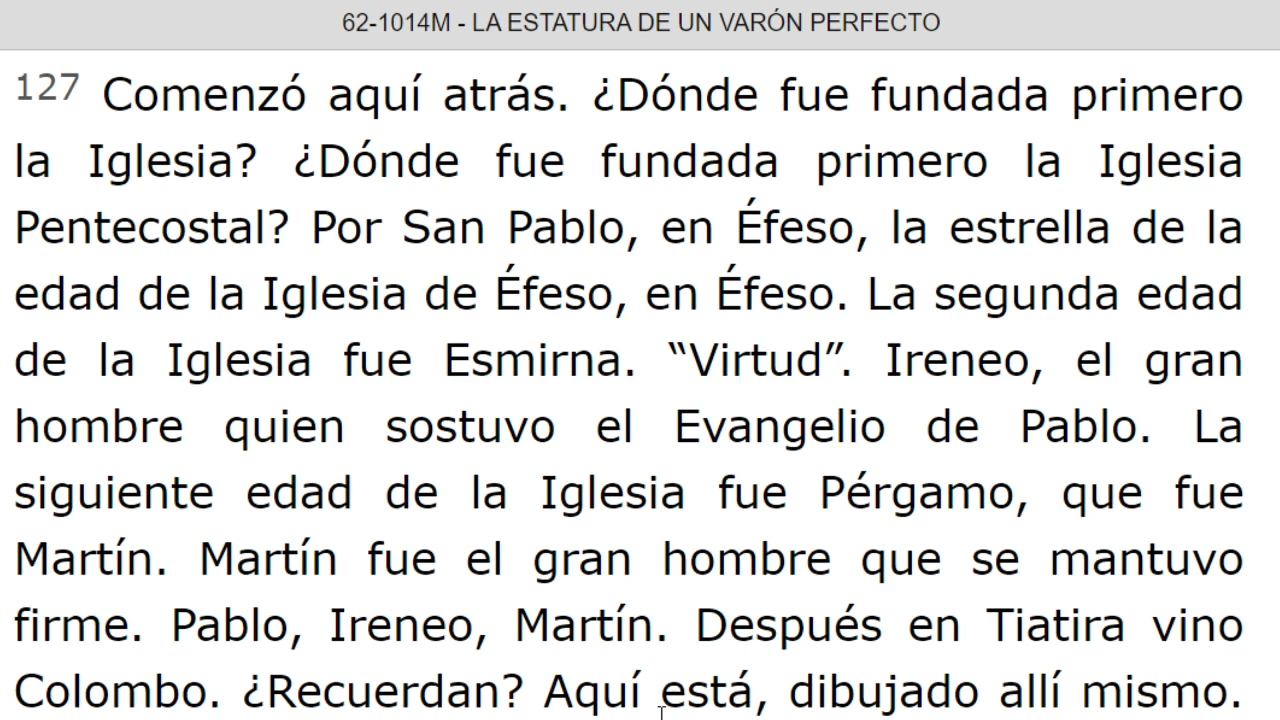 62-1014M - LA ESTATURA DE UN VARÓN PERFECTO
127 Comenzó aquí atrás. ¿Dónde fue fundada primero
la Iglesia? ¿Dónde fue fundada primero la Iglesia
Pentecostal? Por San Pablo, en Éfeso, la estrella de la
edad de la Iglesia de Éfeso, en Éfeso. La segunda edad
de la Iglesia fue Esmirna. “Virtud”. Ireneo, el gran
hombre quien sostuvo el Evangelio de Pablo. La
siguiente edad de la Iglesia fue Pérgamo, que fue
Martín. Martín fue el gran hombre que se mantuvo
firme. Pablo, Ireneo, Martín. Después en Tiatira vino
Colombo. ¿Recuerdan? Aquí está, dibujado allí mismo.